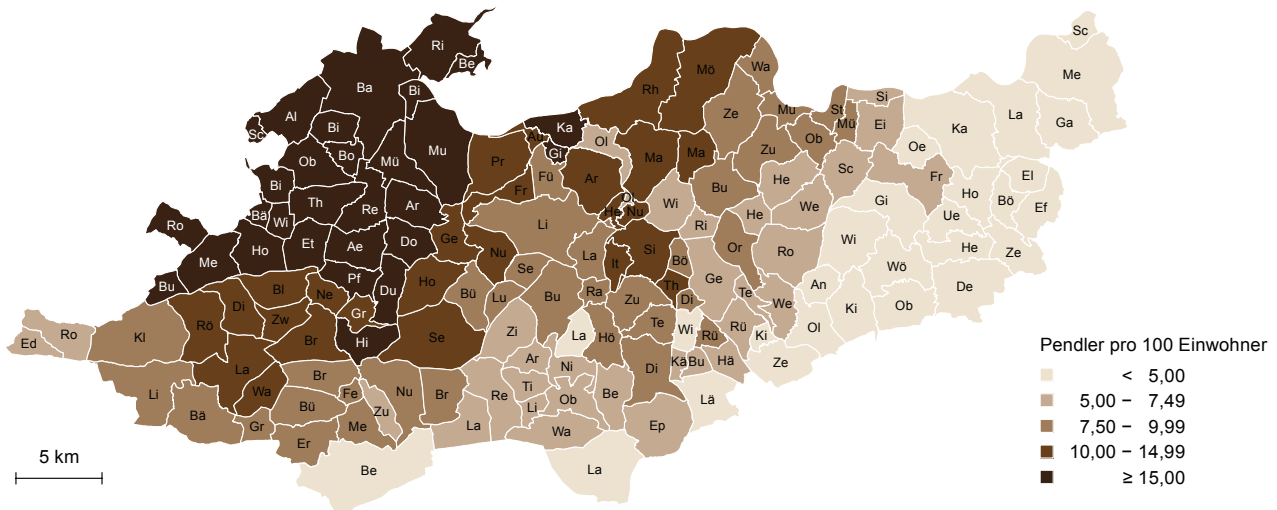 Sc
Ri
Be
Me
Mö
Wa
Ba
Bi
Rh
Si
La
Al
Ze
Mu
St
Ga
Sc
Bi
Au
Ka
Mü
Ei
Ka
Ol
Ob
Oe
Bo
Mu
Gi
Ma
Ma
Zu
Ob
Mü
Pr
Sc
Fr
El
Bi
Fü
Ar
He
Ho
Th
Fr
Bu
Gi
Bö
Ef
Re
Ar
Ol
Wi
We
Bä
Wi
He
Nu
He
Ue
Ro
Li
Ri
Ho
Et
Ae
Do
Ge
Nu
Si
Or
Ro
Wi
He
Ze
Me
La
It
Bö
Wö
Pf
Se
Ge
Bu
Du
Ho
Th
An
De
Bl
Ne
Bü
Lu
Bu
Ra
Zu
Di
Te
We
Di
Gr
Ki
Ob
Zw
Te
Rö
Wi
Rü
Ol
Ed
Ro
Kl
Br
Hi
Se
Zi
La
Hö
Rü
Ki
La
Ar
Ni
Di
Kä
Bu
Hä
Ze
Pendler pro 100 Einwohner
Br
Wa
Fe
Nu
Br
Re
Ti
Ob
Be
Lä
< 5,00
Li
Bü
Zu
Li
5,00 – 7,49
Bä
Gr
Me
La
Wa
Ep
7,50 – 9,99
Er
5 km
10,00 – 14,99
Be
La
≥ 15,00